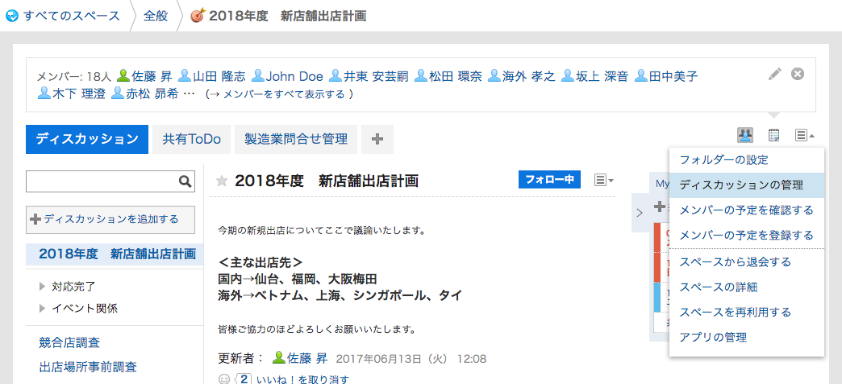 すべてのスペース 全般 2018年度 新店舗出店計画
メンバー: 18人 佐藤 昇 山田 隆志 John Doe 井東 安芸嗣 松田 環奈 海外 孝之 坂上 深音 田中美子
木下 理澄 赤松 昴希 … (→ メンバーをすべて表示する )
ディスカッション 共有ToDo 製造業問合せ管理
ディスカッションを追加する
2018年度 新店舗出店計画
対応完了
イベント関係
競合店調査
出店場所事前調査
2018年度 新店舗出店計画 フォロー中
今期の新規出店についてここで議論いたします。
＜主な出店先＞
国内→仙台、福岡、大阪梅田
海外→ベトナム、上海、シンガポール、タイ
皆様ご協力のほどよろしくお願いいたします。
更新者： 佐藤 昇 2017年06月13日（火） 12:08
2 いいね！を取り消す
My
フォルダーの設定
ディスカッションの管理
メンバーの予定を確認する
メンバーの予定を登録する
スペースから退会する
スペースの詳細
スペースを再利用する
アプリの管理